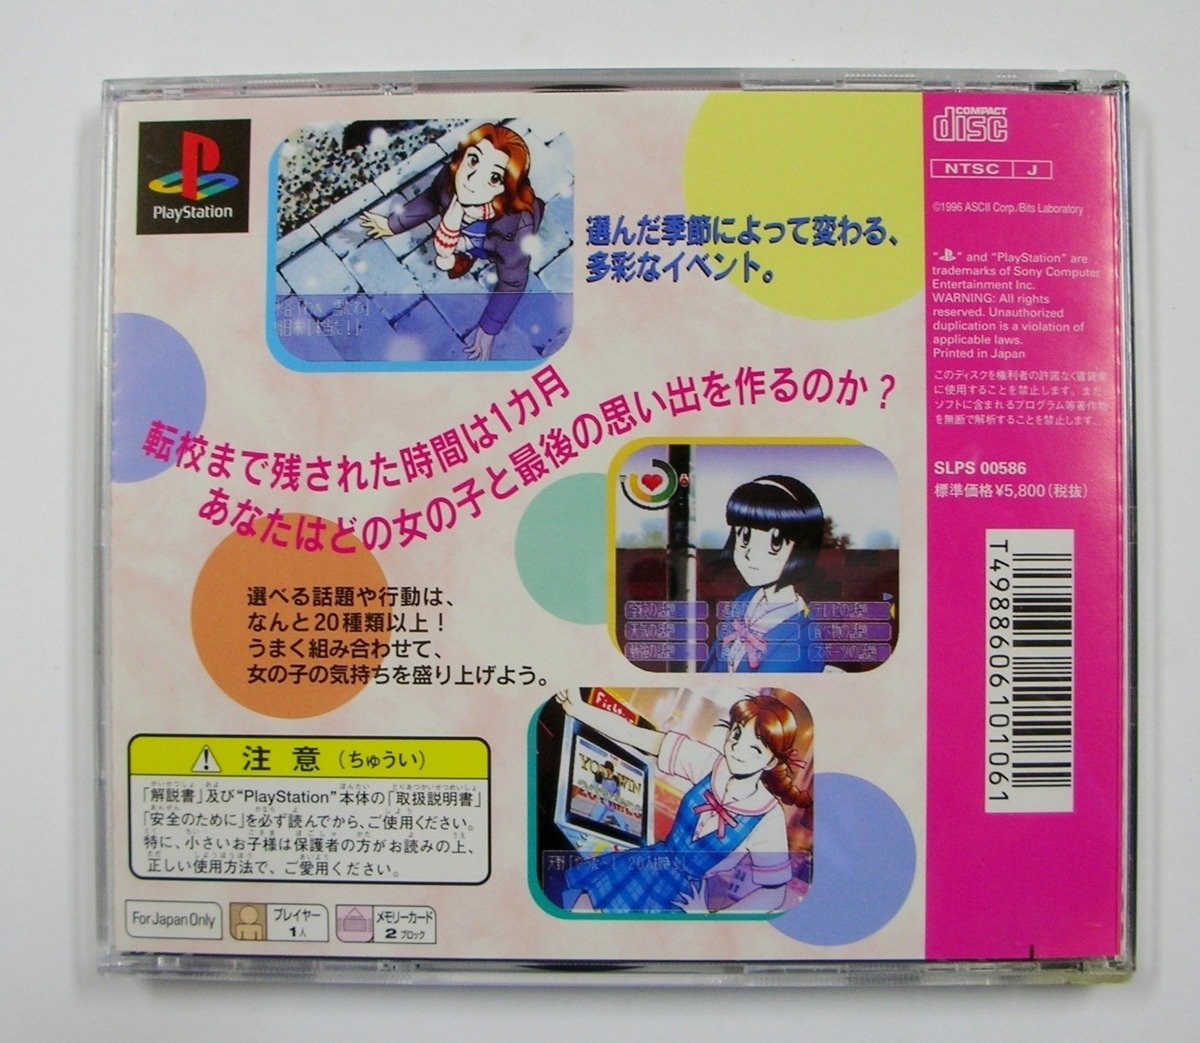 PlayStation
選んだ季節によって変わる、
多彩なイベント。
転校まで残された時間は1カ月
あなたはどの女の子と最後の思い出を作るのか?
選べる話題や行動は、
なんと20種類以上!
うまく組み合わせて、
女の子の気持ちを盛り上げよう。
天気の話題
スポーツの話題
YOU WIN
注意(ちゅうい)
「解説書」及び"PlayStation"本体の「取扱説明書」
「安全のために」を必ず読んでから、ご使用ください。
特に、小さいお子様は保護者の方がお読みの上、
正しい使用方法で、ご愛用ください。
For Japan Only
プレイヤー
1人
メモリーカード
2ブロック
COMPACT
disc
NTSC J
©1996 ASCII Corp./Bits Laboratory
" " and "PlayStation" are
trademarks of Sony Computer
Entertainment Inc.
WARNING: All rights
reserved. Unauthorized
duplication is a violation of
applicable laws.
Printed in Japan
このディスクを権利者の許諾なく賃貸業
に使用することを禁止します。また
ソフトに含まれるプログラム等著作物
を無断で解析することを禁止します。
SLPS 00586
標準価格¥5,800(税抜)
T4988606101061